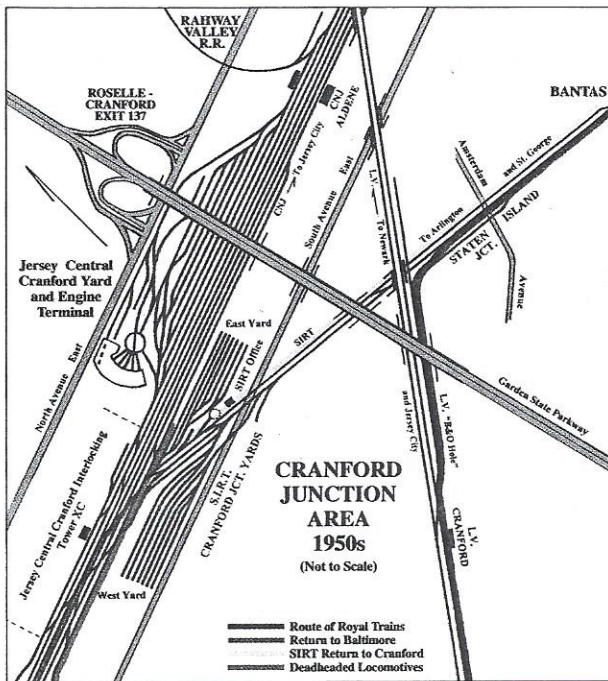 RAHWAY
VALLEY
R.R.
ROSELLE -
CRANFORD
EXIT 137
CNJ
ALDENE
BANTAS
CNJ
To Jersey City
South Avenue East
L.V.
To Newark
and Jersey City
Amsterdam
Avenue
To Arlington and St. George
STATEN ISLAND
JCT.
Jersey Central
Cranford Yard
and Engine
Terminal
North Avenue East
East Yard
SIRT Office
SIRT
Garden State Parkway
L.V. "B&O Hole"
L.V.
CRANFORD
Jersey Central Cranford Interlocking
Tower XC
S.I.R.T.
CRANFORD JCT. YARDS
West Yard
CRANFORD
JUNCTION
AREA
1950s
(Not to Scale)
Route of Royal Trains
Return to Baltimore
SIRT Return to Cranford
Deadheaded Locomotives